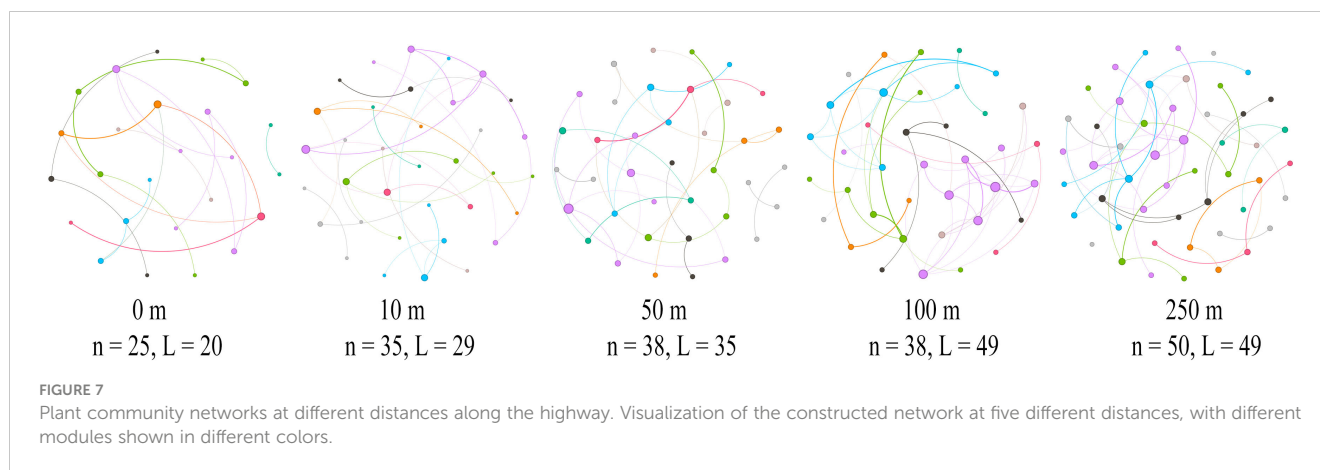 0 m
10 m
50 m
100 m
250 m
n = 25, L = 20
n = 35, L = 29
n = 38, L = 35
n = 38, L = 49
n = 50, L = 49
FIGURE 7
Plant community networks at different distances along the highway. Visualization of the constructed network at five different distances, with different
modules shown in different colors.